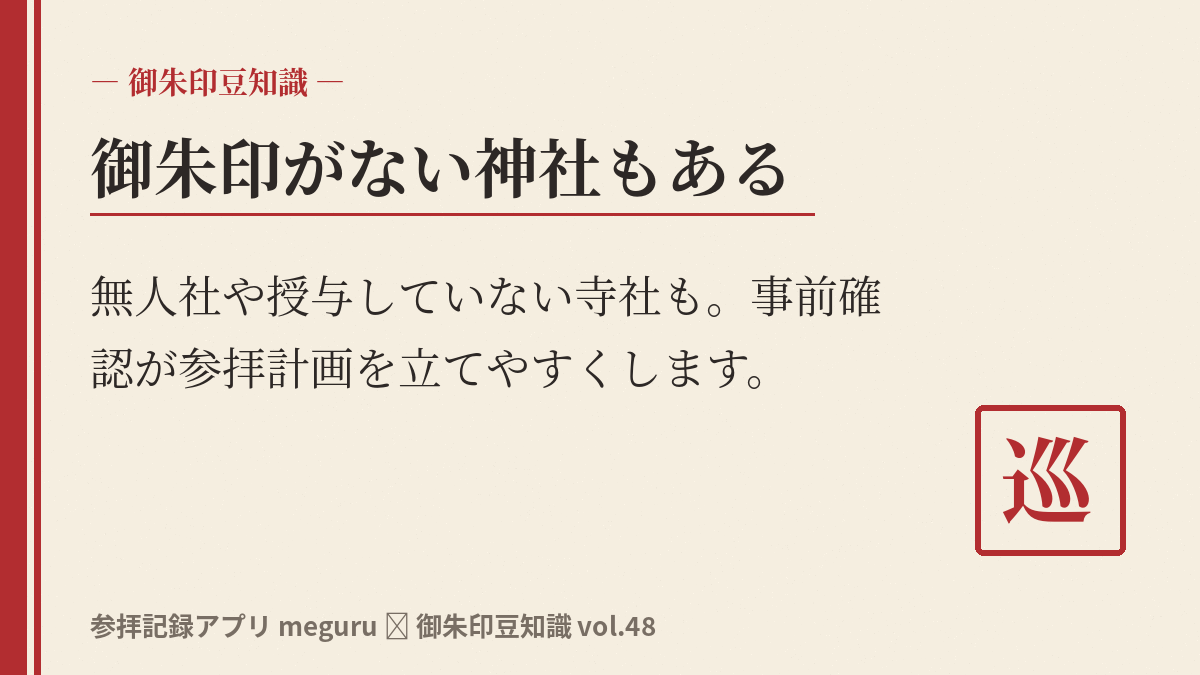 — 御朱印豆知識 —
御朱印がない神社もある
無人社や授与していない寺社も。事前確
認が参拝計画を立てやすくします。
巡
参拝記録アプリ meguru 御朱印豆知識 vol.48